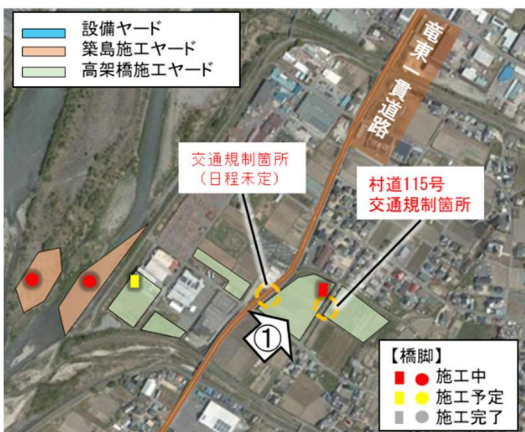 設備ヤード
築島施工ヤード
高架橋施工ヤード
竜東一貫道路
交通規制箇所
(日程未定)
村道115号
交通規制箇所
①
【橋脚】
施工中
施工予定
施工完了